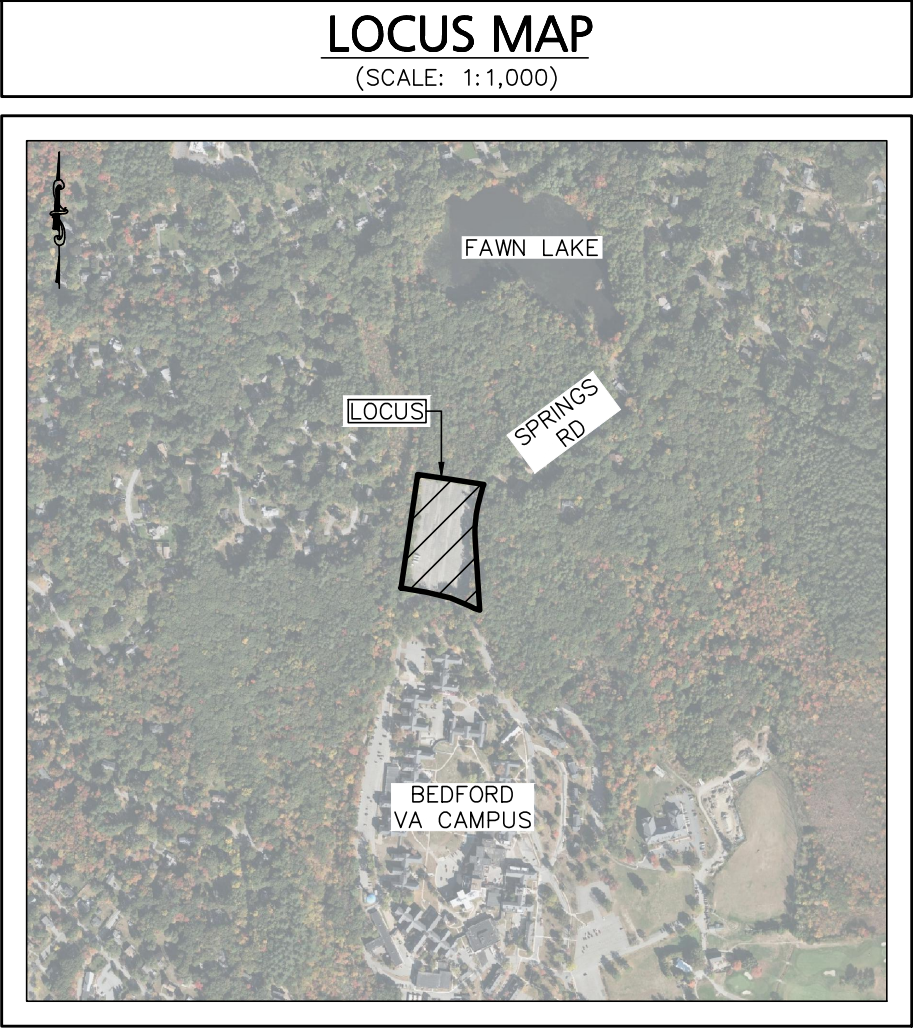 LOCUS MAP
(SCALE: 1:1,000)
FAWN LAKE
LOCUS
SPRINGS
RD
BEDFORD
VA CAMPUS